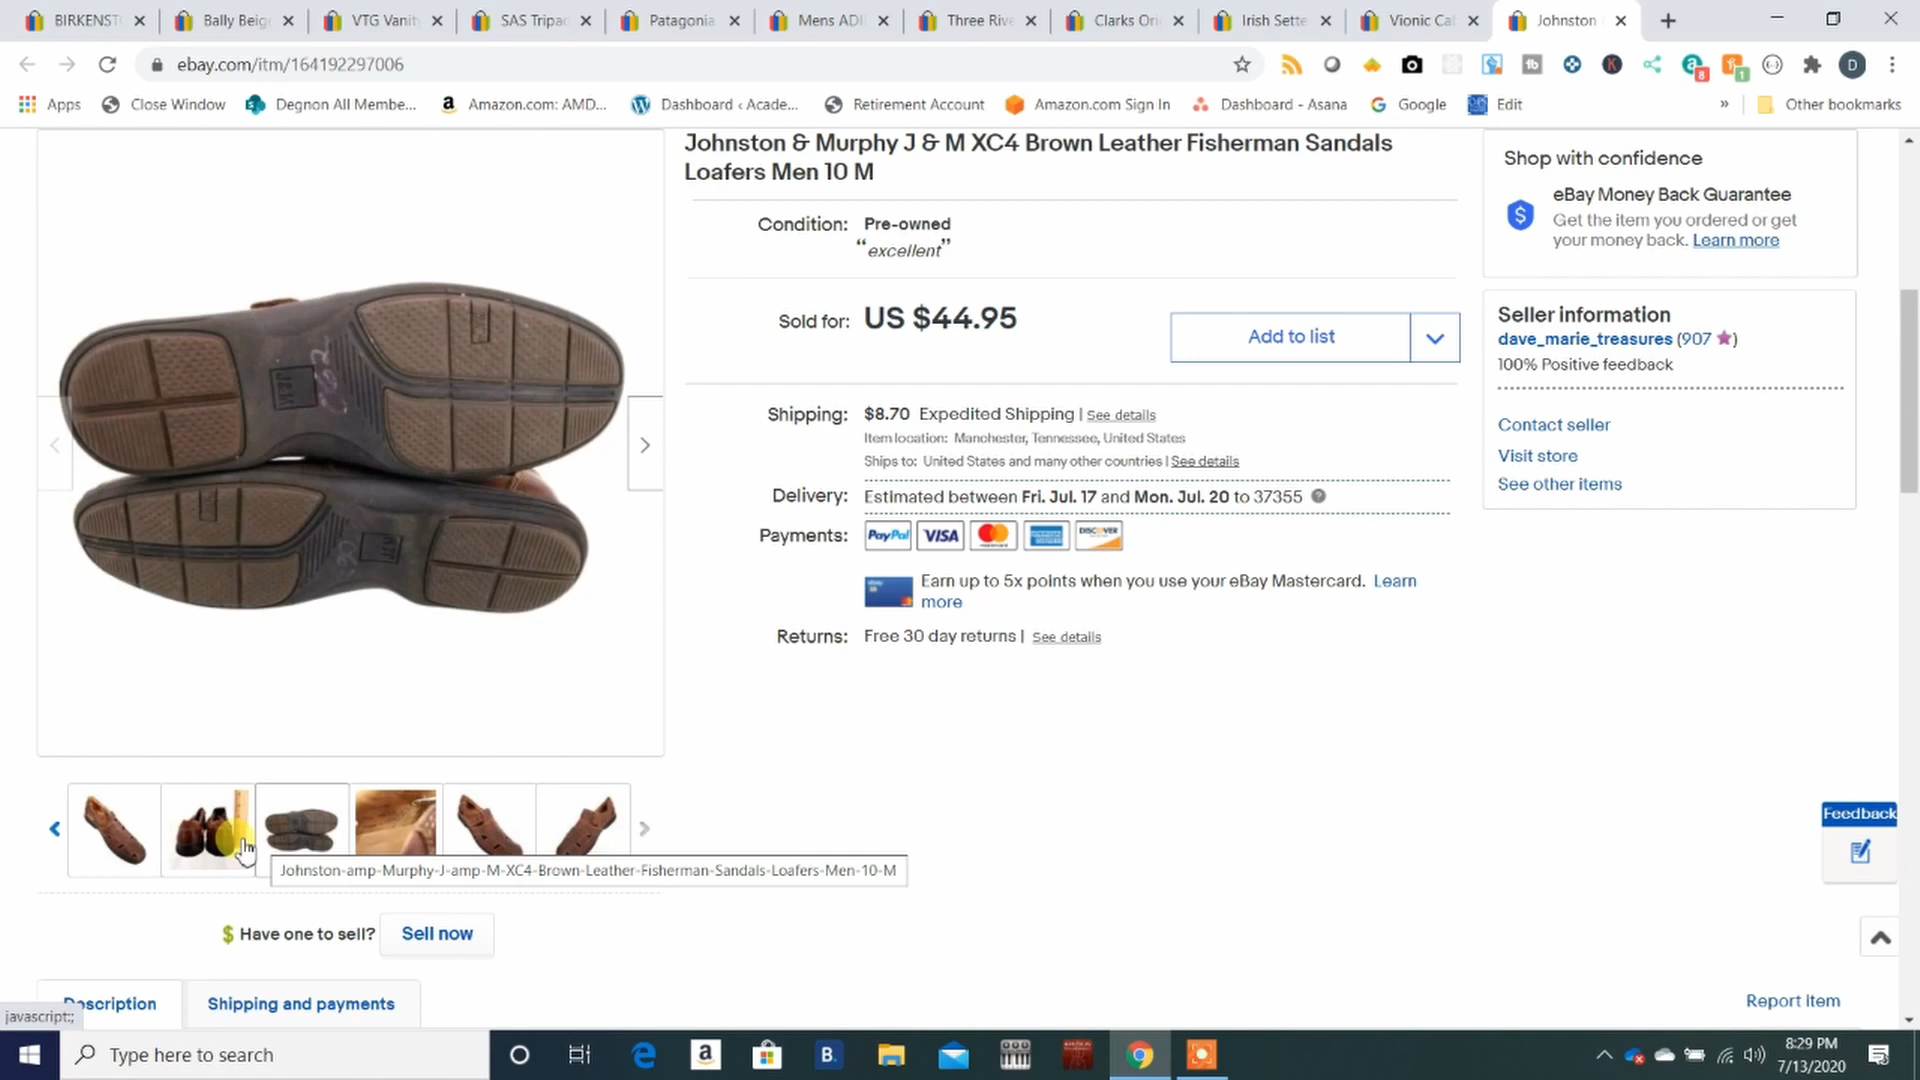 BIRKENST
Bally Beig
VTG Vanit
SAS Tripa
Patagonia
Mens ADI
Three Rive
Clarks Ori
Irish Sette
Vionic Ca
Johnston
ebay.com/itm/164192297006
D
8
1
Apps
Close Window
Degnon All Membe...
Amazon.com: AMD...
Dashboard ‹ Acade...
Retirement Account
Amazon.com Sign In
Dashboard - Asana
Google
Edit
»
Other bookmarks
Johnston & Murphy J & M XC4 Brown Leather Fisherman Sandals
Loafers Men 10 M
Condition: Pre-owned
“excellent”
Sold for: US $44.95
Add to list
Shipping: $8.70 Expedited Shipping | See details
Item location: Manchester, Tennessee, United States
Ships to: United States and many other countries | See details
Delivery: Estimated between Fri. Jul. 17 and Mon. Jul. 20 to 37355
Payments: PayPal VISA DISCOVER
Earn up to 5x points when you use your eBay Mastercard. Learn
more
Returns: Free 30 day returns | See details
Shop with confidence
eBay Money Back Guarantee
Get the item you ordered or get
your money back. Learn more
Seller information
dave_marie_treasures (907)
100% Positive feedback
Contact seller
Visit store
See other items
J&M
Johnston-amp-Murphy-J-amp-M-XC4-Brown-Leather-Fisherman-Sandals-Loafers-Men-10-M
Feedback
$ Have one to sell? Sell now
Description
Shipping and payments
Report item
javascript:;
Type here to search
B.
8:29 PM
7/13/2020